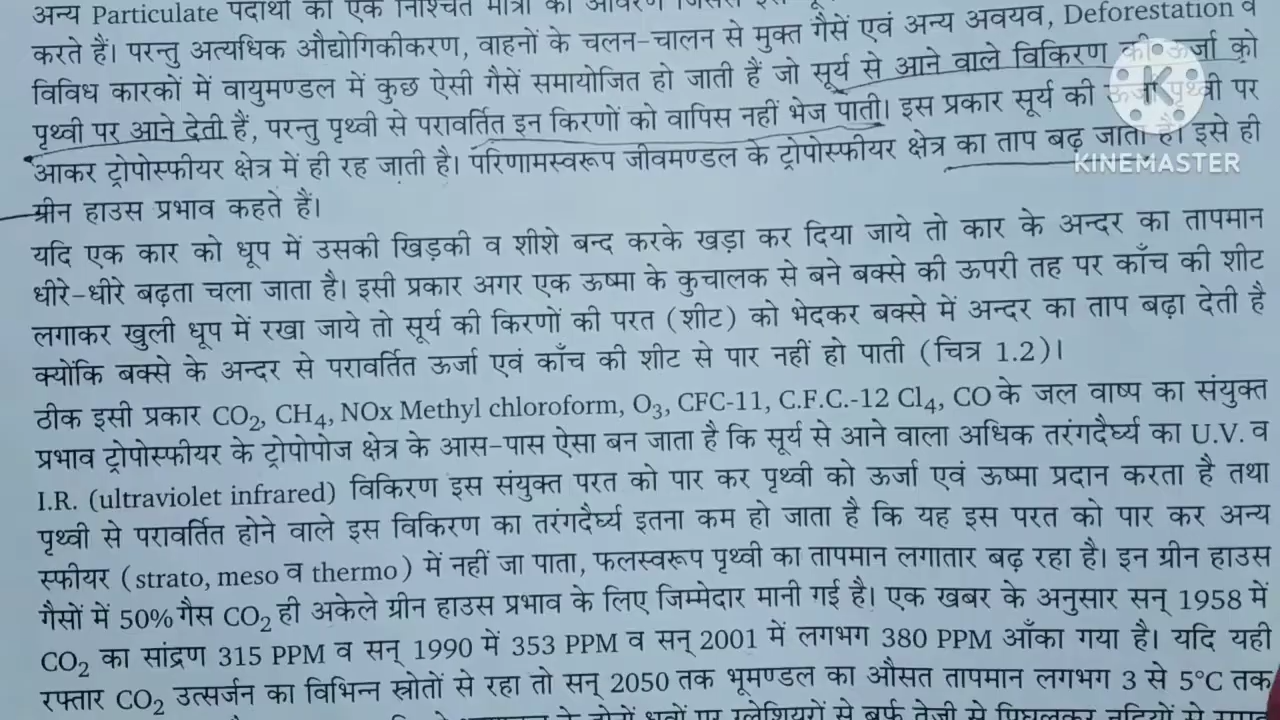 अन्य Particulate पदार्थों की एक निश्चित मात्रा का आवरण
करते हैं। परन्तु अत्यधिक औद्योगिकीकरण, वाहनों के चलन-चालन से मुक्त गैसें एवं अन्य अवयव, Deforestation व
विविध कारकों में वायुमण्डल में कुछ ऐसी गैसें समायोजित हो जाती हैं जो सूर्य से आने वाले विकिरण की ऊर्जा को
पृथ्वी पर आने देती हैं, परन्तु पृथ्वी से परावर्तित इन किरणों को वापिस नहीं भेज पाती। इस प्रकार सूर्य की ऊर्जा पृथ्वी पर
आकर ट्रोपोस्फीयर क्षेत्र में ही रह जाती है। परिणामस्वरूप जीवमण्डल के ट्रोपोस्फीयर क्षेत्र का ताप बढ़ जाता है। इसे ही
KINEMASTER
ग्रीन हाउस प्रभाव कहते हैं।
यदि एक कार को धूप में उसकी खिड़की व शीशे बन्द करके खड़ा कर दिया जाये तो कार के अन्दर का तापमान
धीरे-धीरे बढ़ता चला जाता है। इसी प्रकार अगर एक ऊष्मा के कुचालक से बने बक्से की ऊपरी तह पर काँच की शीट
लगाकर खुली धूप में रखा जाये तो सूर्य की किरणों की परत (शीट) को भेदकर बक्से में अन्दर का ताप बढ़ा देती है
क्योंकि बक्से के अन्दर से परावर्तित ऊर्जा एवं काँच की शीट से पार नहीं हो पाती (चित्र 1.2)।
ठीक इसी प्रकार CO₂, CH₄, NOx Methyl chloroform, O₃, CFC-11, C.F.C.-12 Cl₄, CO के जल वाष्प का संयुक्त
प्रभाव ट्रोपोस्फीयर के ट्रोपोपोज क्षेत्र के आस-पास ऐसा बन जाता है कि सूर्य से आने वाला अधिक तरंगदैर्घ्य का U.V. व
I.R. (ultraviolet infrared) विकिरण इस संयुक्त परत को पार कर पृथ्वी को ऊर्जा एवं ऊष्मा प्रदान करता है तथा
पृथ्वी से परावर्तित होने वाले इस विकिरण का तरंगदैर्घ्य इतना कम हो जाता है कि यह इस परत को पार कर अन्य
स्फीयर (strato, meso व thermo) में नहीं जा पाता, फलस्वरूप पृथ्वी का तापमान लगातार बढ़ रहा है। इन ग्रीन हाउस
गैसों में 50% गैस CO₂ ही अकेले ग्रीन हाउस प्रभाव के लिए जिम्मेदार मानी गई है। एक खबर के अनुसार सन् 1958 में
CO₂ का सांद्रण 315 PPM व सन् 1990 में 353 PPM व सन् 2001 में लगभग 380 PPM आँका गया है। यदि यही
रफ्तार CO₂ उत्सर्जन का विभिन्न स्रोतों से रहा तो सन् 2050 तक भूमण्डल का औसत तापमान लगभग 3 से 5°C तक
ग्लेशियरों से बर्फ तेजी से पिघलकर नदियों में